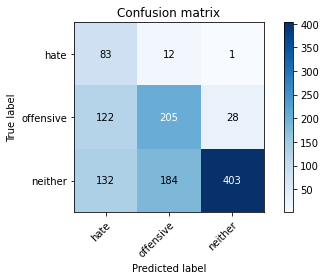 Confusion matrix
True label
hate
83
12
1
offensive
122
205
28
neither
132
184
403
hate
offensive
neither
Predicted label
400
350
300
250
200
150
100
50